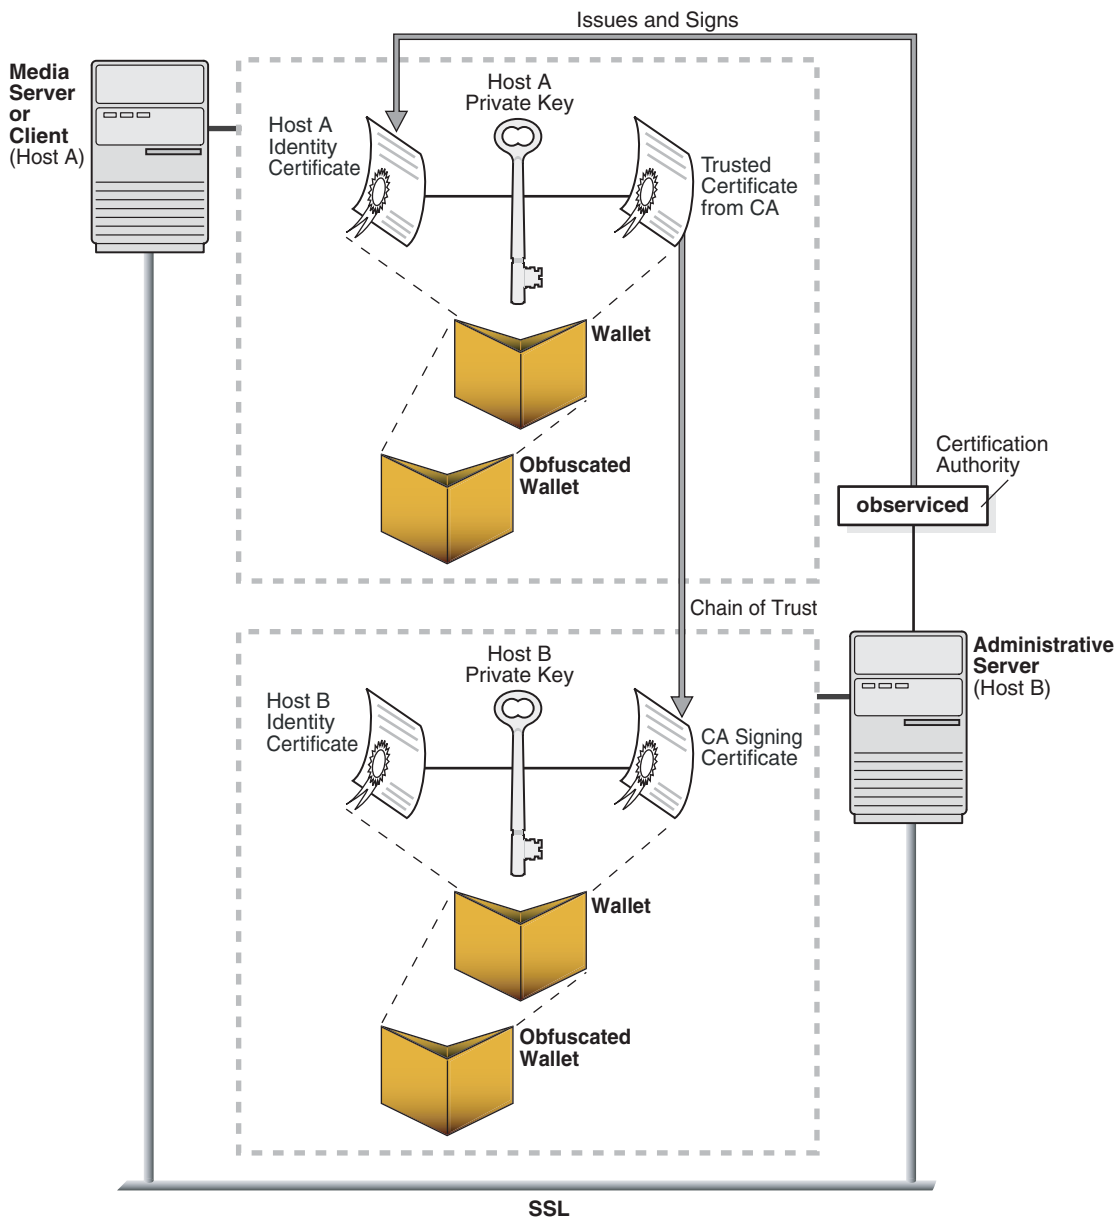 Issues and Signs
Media
Server
or
Client
(Host A)
Host A
Private Key
Host A
Identity
Certificate
Trusted
Certificate
from CA
Wallet
Obfuscated
Wallet
Certification
Authority
observiced
Chain of Trust
Administrative
Server
(Host B)
Host B
Private Key
Host B
Identity
Certificate
CA Signing
Certificate
Wallet
Obfuscated
Wallet
SSL